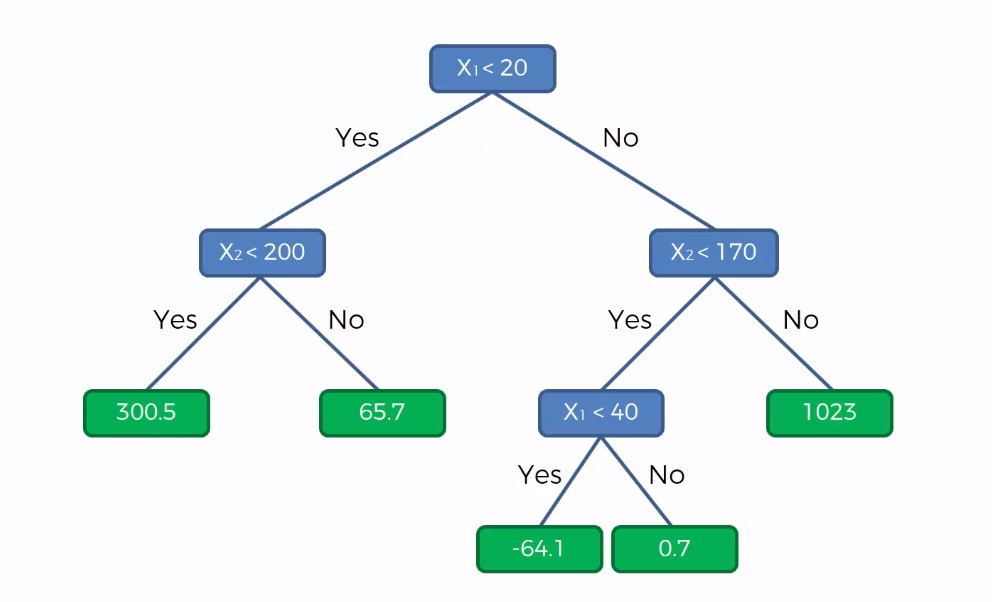 X₁ < 20
Yes
No
X₂ < 200
X₂ < 170
Yes
No
Yes
No
300.5
65.7
X₁ < 40
1023
Yes
No
-64.1
0.7